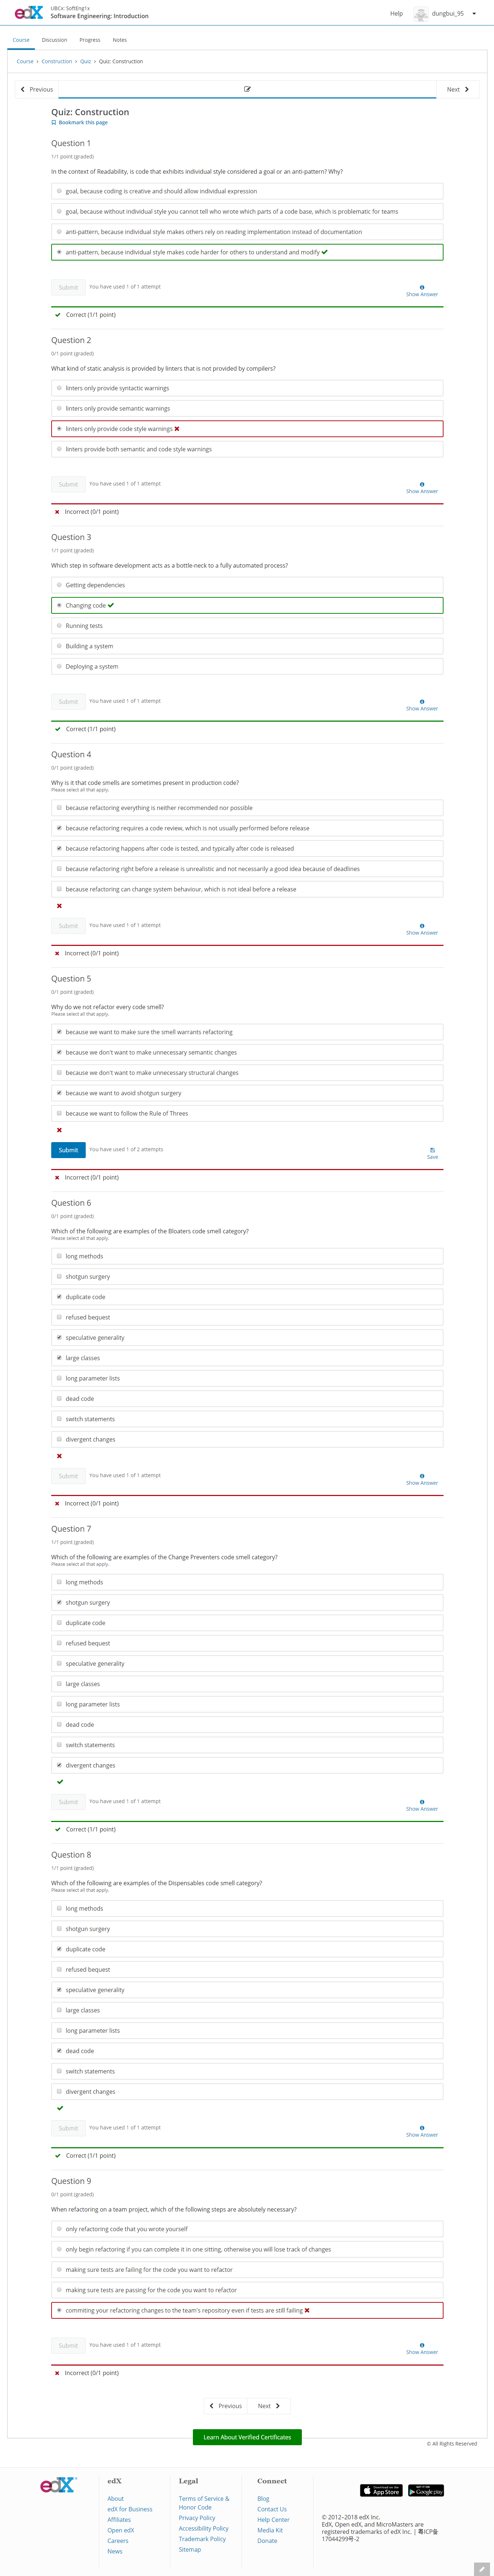 edX
UBCx: SoftEng1x
Software Engineering: Introduction
Help
dungbui_95
Course
Discussion
Progress
Notes
Course > Construction > Quiz > Quiz: Construction
Previous
Next
Quiz: Construction
Bookmark this page
Question 1
1/1 point (graded)
In the context of Readability, is code that exhibits individual style considered a goal or an anti-pattern? Why?
goal, because coding is creative and should allow individual expression
goal, because without individual style you cannot tell who wrote which parts of a code base, which is problematic for teams
anti-pattern, because individual style makes others rely on reading implementation instead of documentation
anti-pattern, because individual style makes code harder for others to understand and modify
Submit
You have used 1 of 1 attempt
Show Answer
Correct (1/1 point)
Question 2
0/1 point (graded)
What kind of static analysis is provided by linters that is not provided by compilers?
linters only provide syntactic warnings
linters only provide semantic warnings
linters only provide code style warnings
linters provide both semantic and code style warnings
Submit
You have used 1 of 1 attempt
Show Answer
Incorrect (0/1 point)
Question 3
1/1 point (graded)
Which step in software development acts as a bottle-neck to a fully automated process?
Getting dependencies
Changing code
Running tests
Building a system
Deploying a system
Submit
You have used 1 of 1 attempt
Show Answer
Correct (1/1 point)
Question 4
0/1 point (graded)
Why is it that code smells are sometimes present in production code?
Please select all that apply.
because refactoring everything is neither recommended nor possible
because refactoring requires a code review, which is not usually performed before release
because refactoring happens after code is tested, and typically after code is released
because refactoring right before a release is unrealistic and not necessarily a good idea because of deadlines
because refactoring can change system behaviour, which is not ideal before a release
Submit
You have used 1 of 1 attempt
Show Answer
Incorrect (0/1 point)
Question 5
0/1 point (graded)
Why do we not refactor every code smell?
Please select all that apply.
because we want to make sure the smell warrants refactoring
because we don't want to make unnecessary semantic changes
because we don't want to make unnecessary structural changes
because we want to avoid shotgun surgery
because we want to follow the Rule of Threes
Submit
You have used 1 of 2 attempts
Save
Incorrect (0/1 point)
Question 6
0/1 point (graded)
Which of the following are examples of the Bloaters code smell category?
Please select all that apply.
long methods
shotgun surgery
duplicate code
refused bequest
speculative generality
large classes
long parameter lists
dead code
switch statements
divergent changes
Submit
You have used 1 of 1 attempt
Show Answer
Incorrect (0/1 point)
Question 7
1/1 point (graded)
Which of the following are examples of the Change Preventers code smell category?
Please select all that apply.
long methods
shotgun surgery
duplicate code
refused bequest
speculative generality
large classes
long parameter lists
dead code
switch statements
divergent changes
Submit
You have used 1 of 1 attempt
Show Answer
Correct (1/1 point)
Question 8
1/1 point (graded)
Which of the following are examples of the Dispensables code smell category?
Please select all that apply.
long methods
shotgun surgery
duplicate code
refused bequest
speculative generality
large classes
long parameter lists
dead code
switch statements
divergent changes
Submit
You have used 1 of 1 attempt
Show Answer
Correct (1/1 point)
Question 9
0/1 point (graded)
When refactoring on a team project, which of the following steps are absolutely necessary?
only refactoring code that you wrote yourself
only begin refactoring if you can complete it in one sitting, otherwise you will lose track of changes
making sure tests are failing for the code you want to refactor
making sure tests are passing for the code you want to refactor
commiting your refactoring changes to the team's repository even if tests are still failing
Submit
You have used 1 of 1 attempt
Show Answer
Incorrect (0/1 point)
Previous
Next
Learn About Verified Certificates
© All Rights Reserved
edX
edX
About
edX for Business
Affiliates
Open edX
Careers
News
Legal
Terms of Service &
Honor Code
Privacy Policy
Accessibility Policy
Trademark Policy
Sitemap
Connect
Blog
Contact Us
Help Center
Media Kit
Donate
App Store
Google play
© 2012–2018 edX Inc.
EdX, Open edX, and MicroMasters are
registered trademarks of edX Inc. | 粤ICP备
17044299号-2